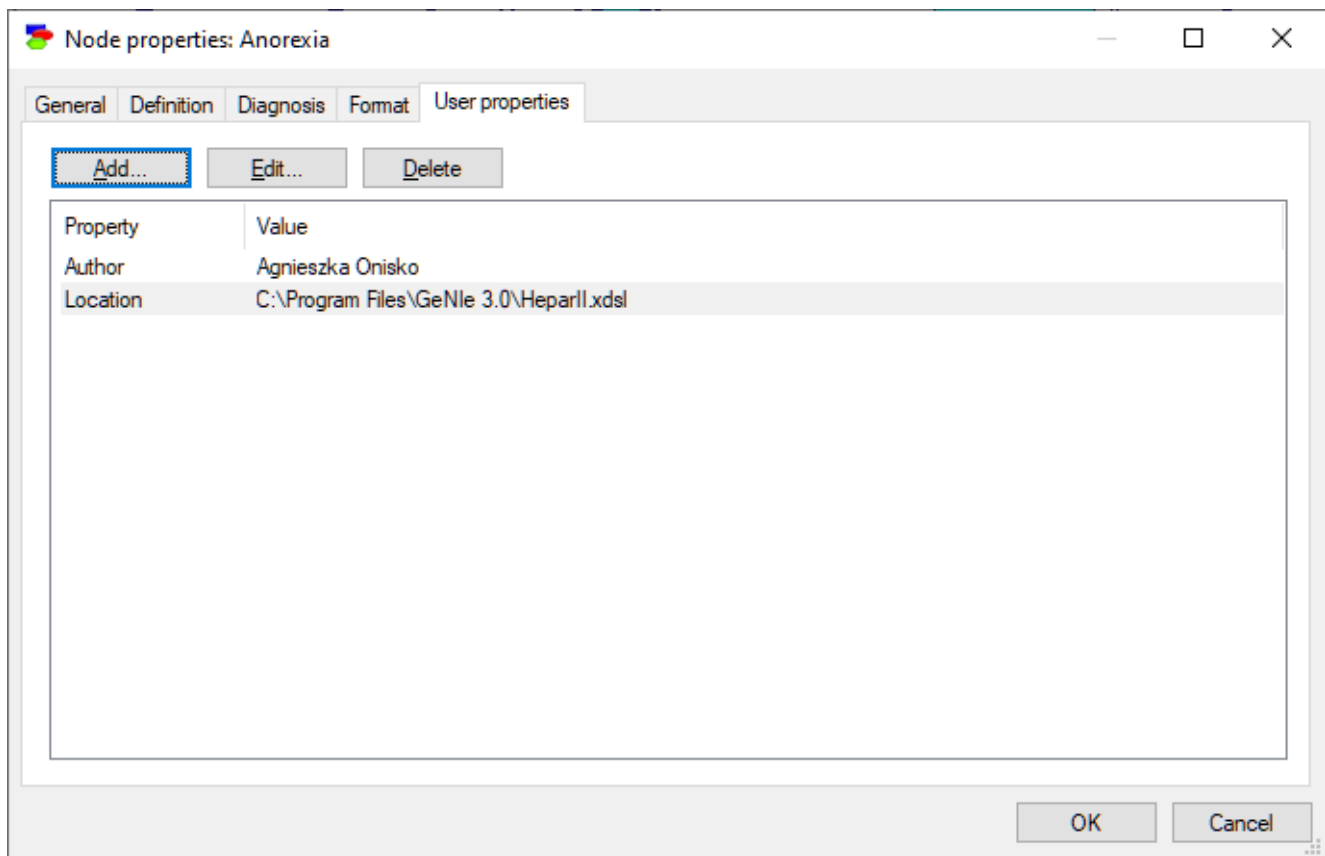 Node properties: Anorexia
General Definition Diagnosis Format User properties
Add... Edit... Delete
Property Value
Author Agnieszka Onisko
Location C:\Program Files\GeNIe 3.0\HeparII.xdsl
OK Cancel